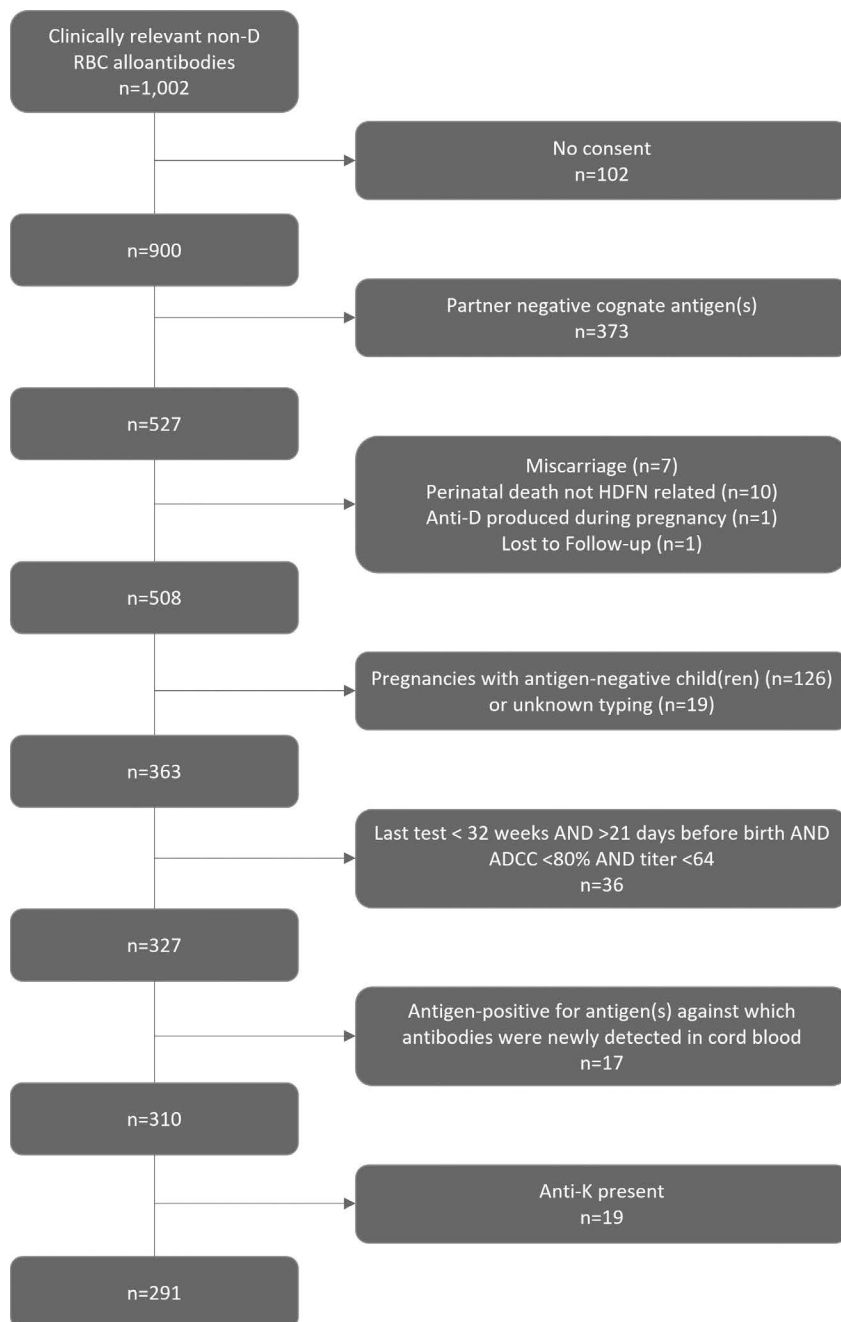 Clinically relevant non-D
RBC alloantibodies
n=1,002
No consent
n=102
n=900
Partner negative cognate antigen(s)
n=373
n=527
Miscarriage (n=7)
Perinatal death not HDFN related (n=10)
Anti-D produced during pregnancy (n=1)
Lost to Follow-up (n=1)
n=508
Pregnancies with antigen-negative child(ren) (n=126)
or unknown typing (n=19)
n=363
Last test < 32 weeks AND >21 days before birth AND
ADCC <80% AND titer <64
n=36
n=327
Antigen-positive for antigen(s) against which
antibodies were newly detected in cord blood
n=17
n=310
Anti-K present
n=19
n=291